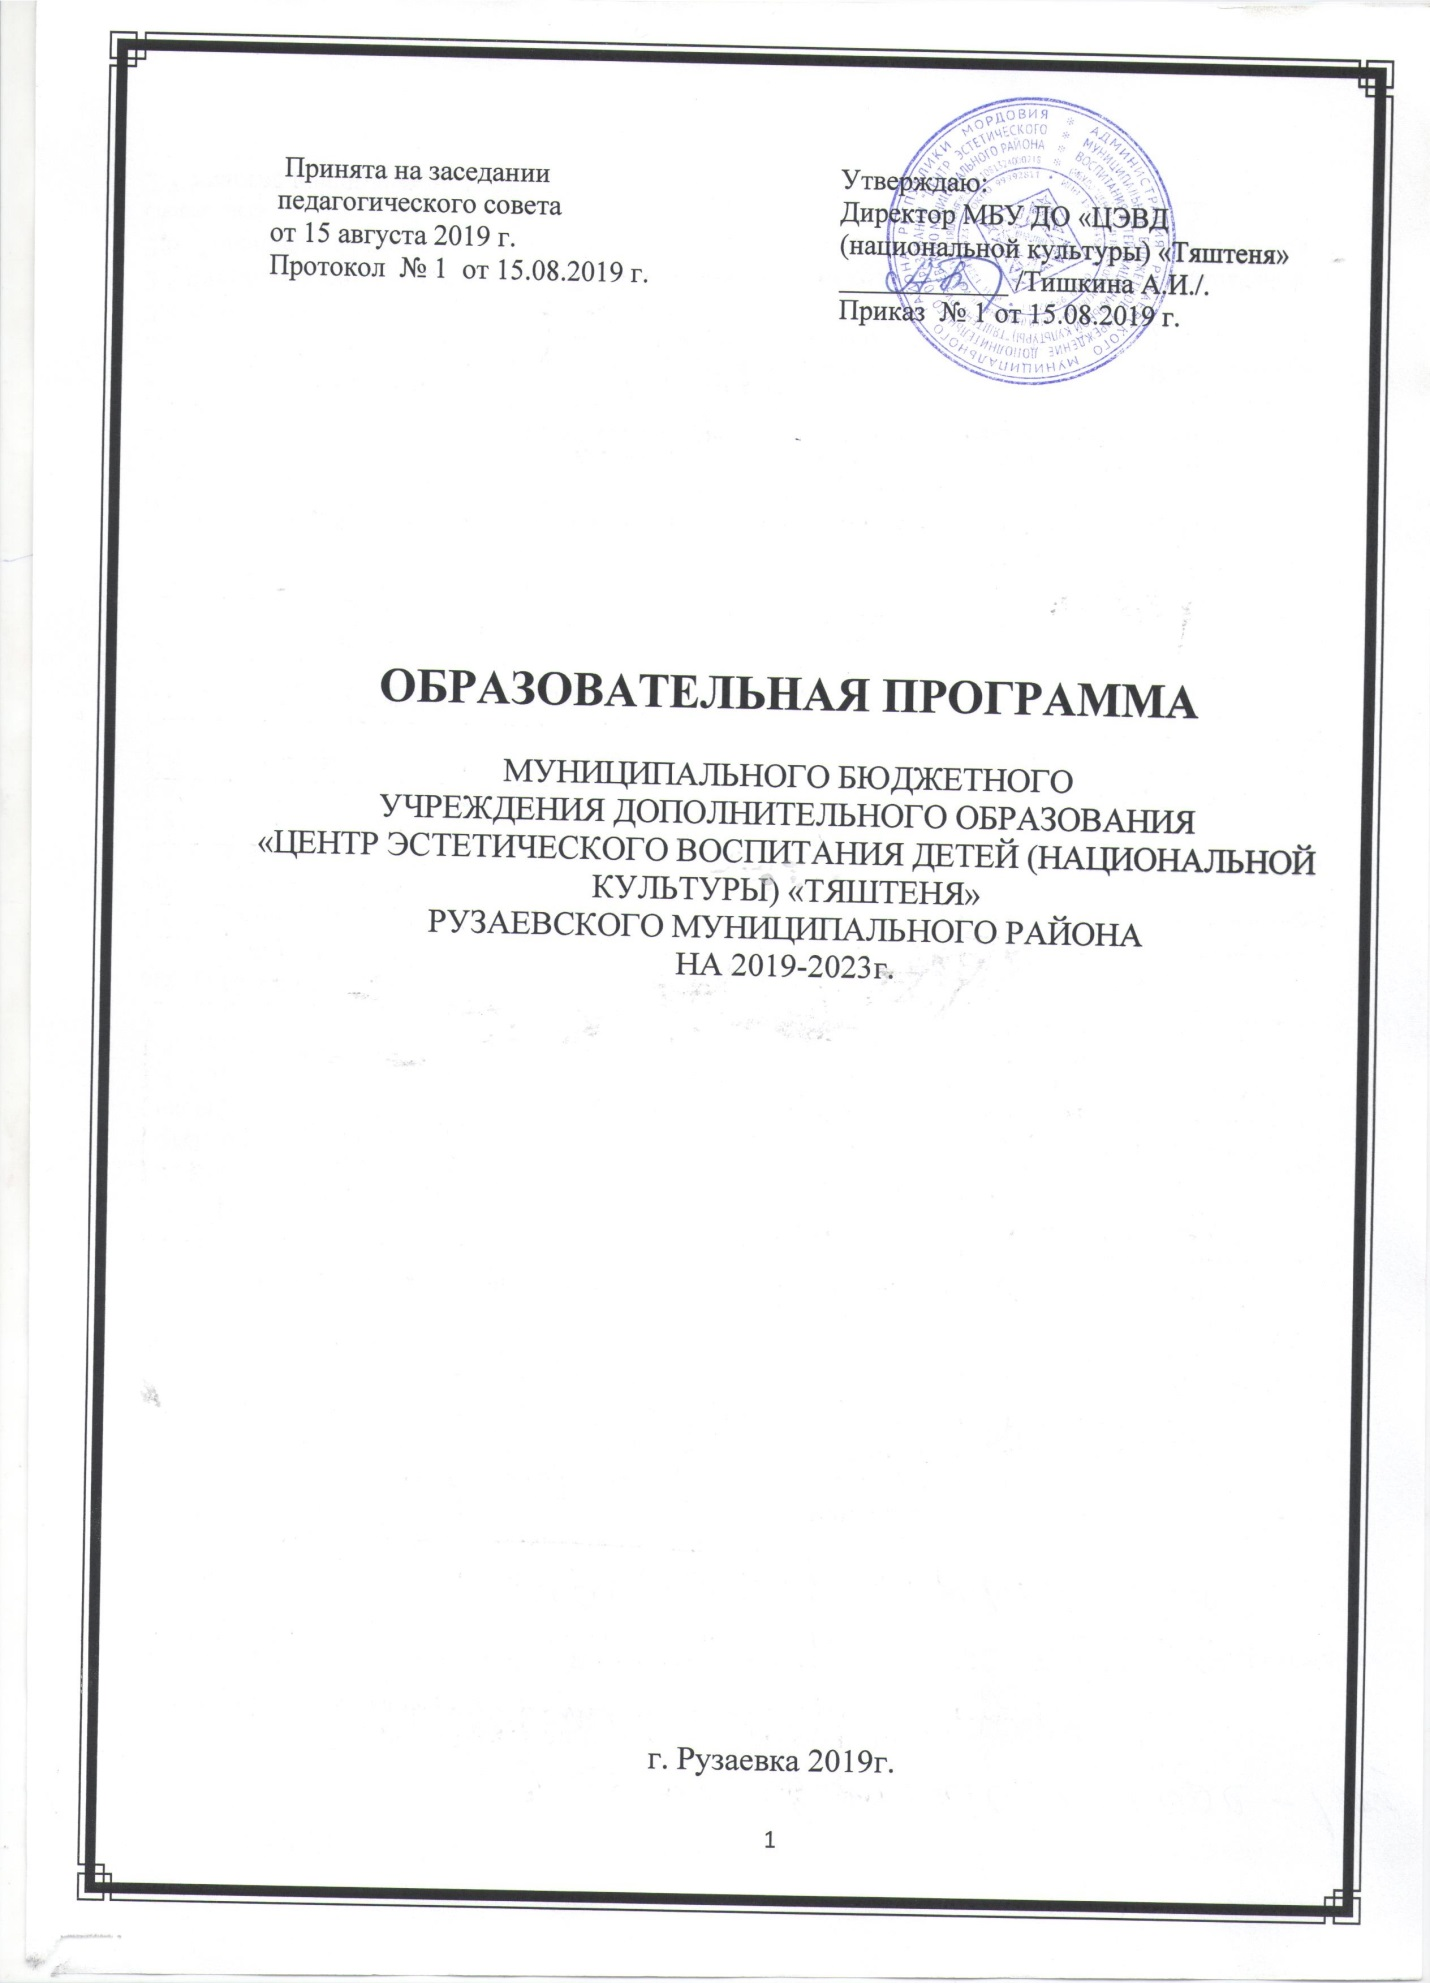 Принята на заседании
педагогического совета
от 15 августа 2019 г.
Протокол № 1 от 15.08.2019 г.
Утверждаю:
Директор МБУ ДО «ЦЭВД
(национальной культуры) «Тяштеня»
____________ /Тишкина А.И./.
Приказ № 1 от 15.08.2019 г.
ОБРАЗОВАТЕЛЬНАЯ ПРОГРАММА
МУНИЦИПАЛЬНОГО БЮДЖЕТНОГО
УЧРЕЖДЕНИЯ ДОПОЛНИТЕЛЬНОГО ОБРАЗОВАНИЯ
«ЦЕНТР ЭСТЕТИЧЕСКОГО ВОСПИТАНИЯ ДЕТЕЙ (НАЦИОНАЛЬНОЙ
КУЛЬТУРЫ) «ТЯШТЕНЯ»
РУЗАЕВСКОГО МУНИЦИПАЛЬНОГО РАЙОНА
НА 2019-2023г.
г. Рузаевка 2019г.
1